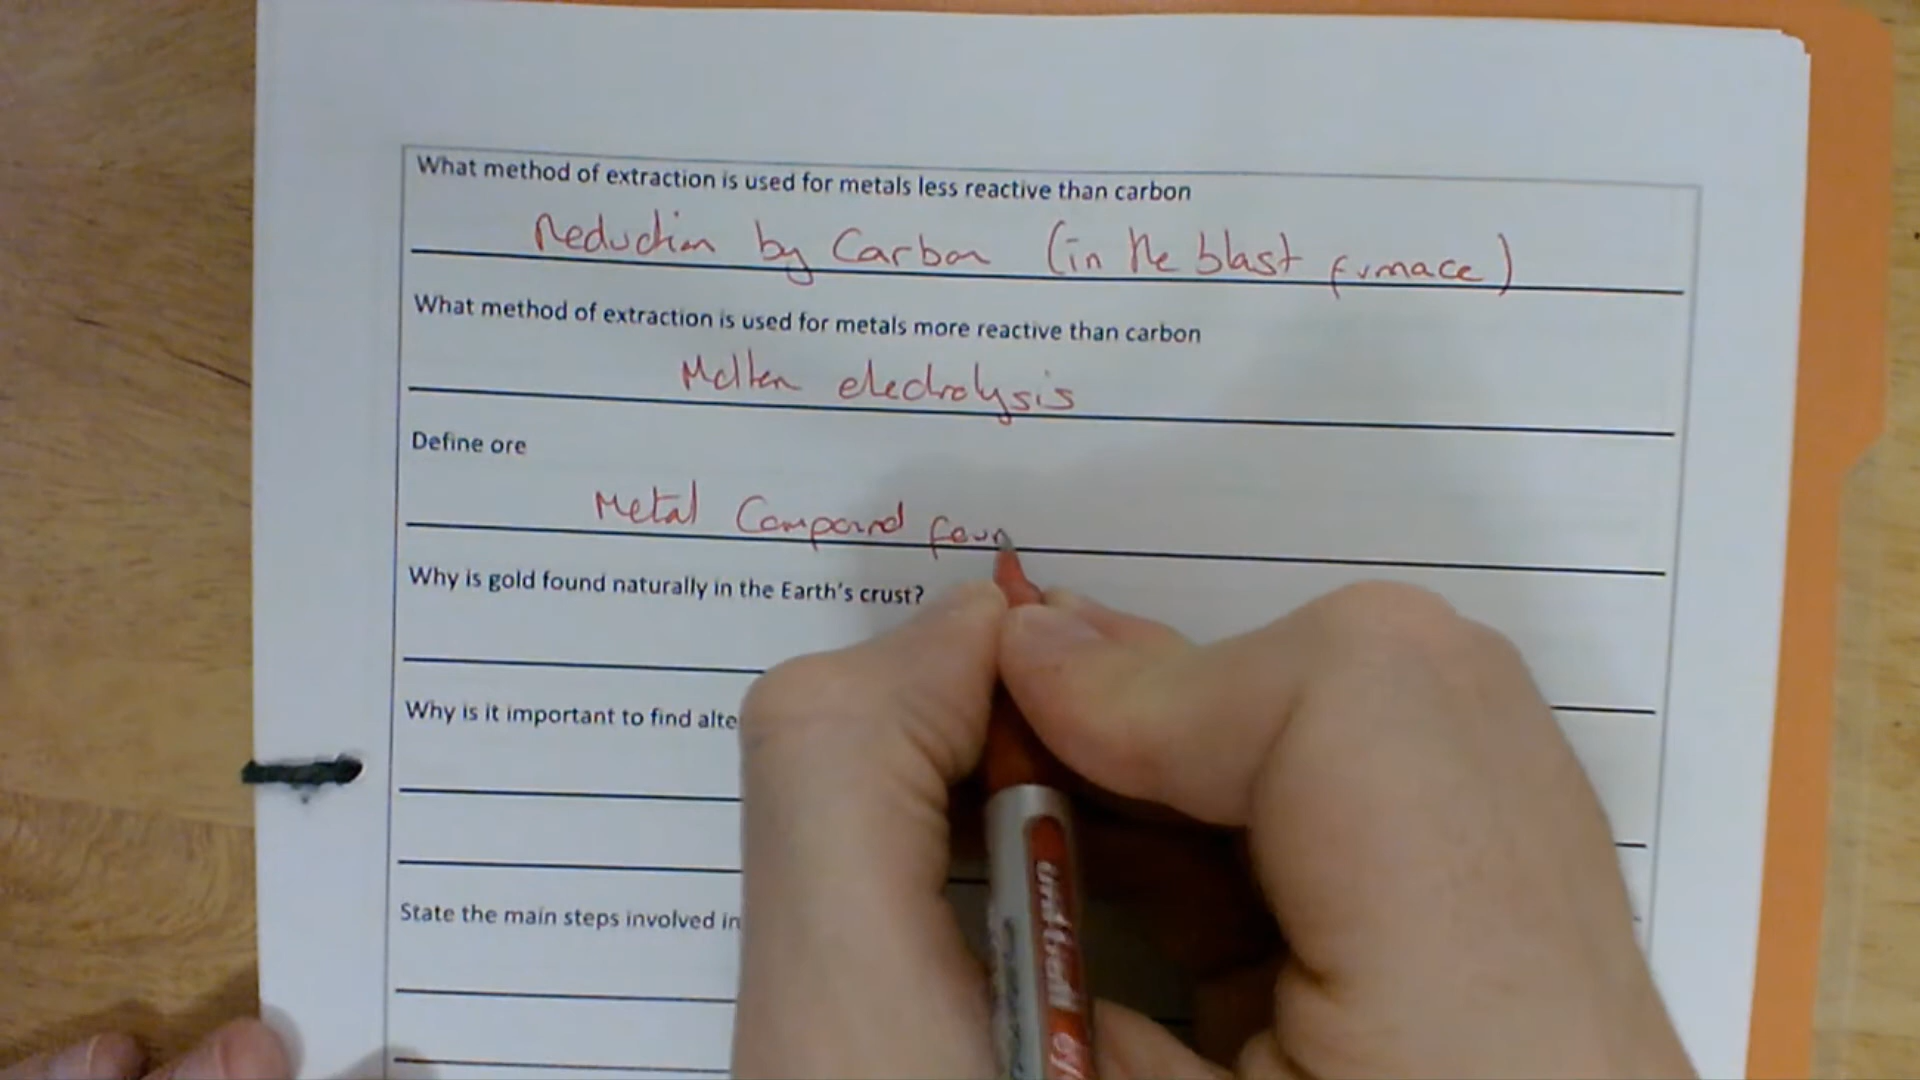 What method of extraction is used for metals less reactive than carbon
Reduction by Carbon (in the blast furnace)
What method of extraction is used for metals more reactive than carbon
Molten electrolysis
Define ore
Metal Compound foun
Why is gold found naturally in the Earth's crust?
Why is it important to find alte
State the main steps involved in
uni-ball